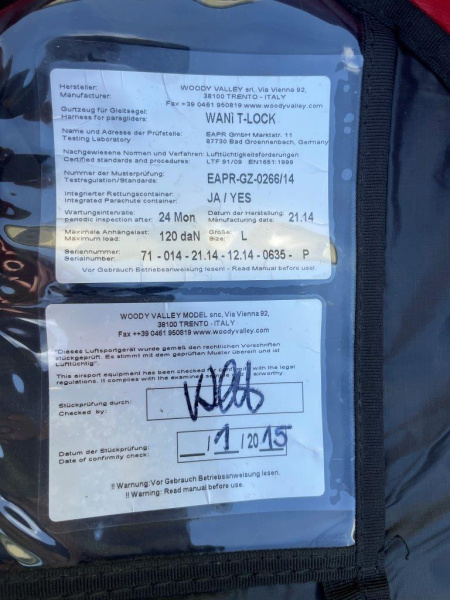 Hersteller: WOODY VALLEY srl, Via Vienna 92,
Manufacturer: 38100 TRENTO - ITALY
Fax +39 0461 950819 www.woodyvalley.com
Gurtzeug für Gleitsegel:
Harness for paragliders: WANI T-LOCK
Name und Adresse der Prüfstelle: EAPR GmbH Marktstr. 11
Testing Laboratory 87730 Bad Groennenbach, Germany
Nachgewiesene Normen und Verfahren: Lufttüchtigkeitsforderungen
Certified standards and procedures: LTF 91/09 EN1651:1999
Nummer der Musterprüfung:
Testregulation/Standards: EAPR-GZ-0266/14
Integrierter Rettungscontainer:
Integrated Parachute container: JA / YES
Wartungsintervalle: 24 Mon Datum der Herstellung 21.14
periodic inspection after: Manufacturing date:
Maximale Anhängelast: 120 daN Größe: L
Maximum load: Size:
Seriennummer: 71 - 014 - 21.14 - 12.14 - 0635 - P
Serialnumber:
Vor Gebrauch Betriebsanweisung lesen! - Read Manual before use!
WOODY VALLEY MODEL snc, Via Vienna 92,
38100 TRENTO - ITALY
Fax ++39 0461 950819 www.woodyvalley.com
"Dieses Luftsportgerät wurde gemäß den rechtlichen Vorschriften
stückgeprüft. Es stimmt mit dem geprüften Muster überein und ist
Lufttüchtig"
This airsport equipment has been checked in conformity with the legal
regulations. It complies with the examined and is airworthy.
Stückprüfung durch:
Checked by:
Datum der Stückprüfung: __/1/2015
Date of confirmity check:
!! Warnung: Vor Gebrauch Betriebsanweisung lesen.
!! Warning: Read manual before use.